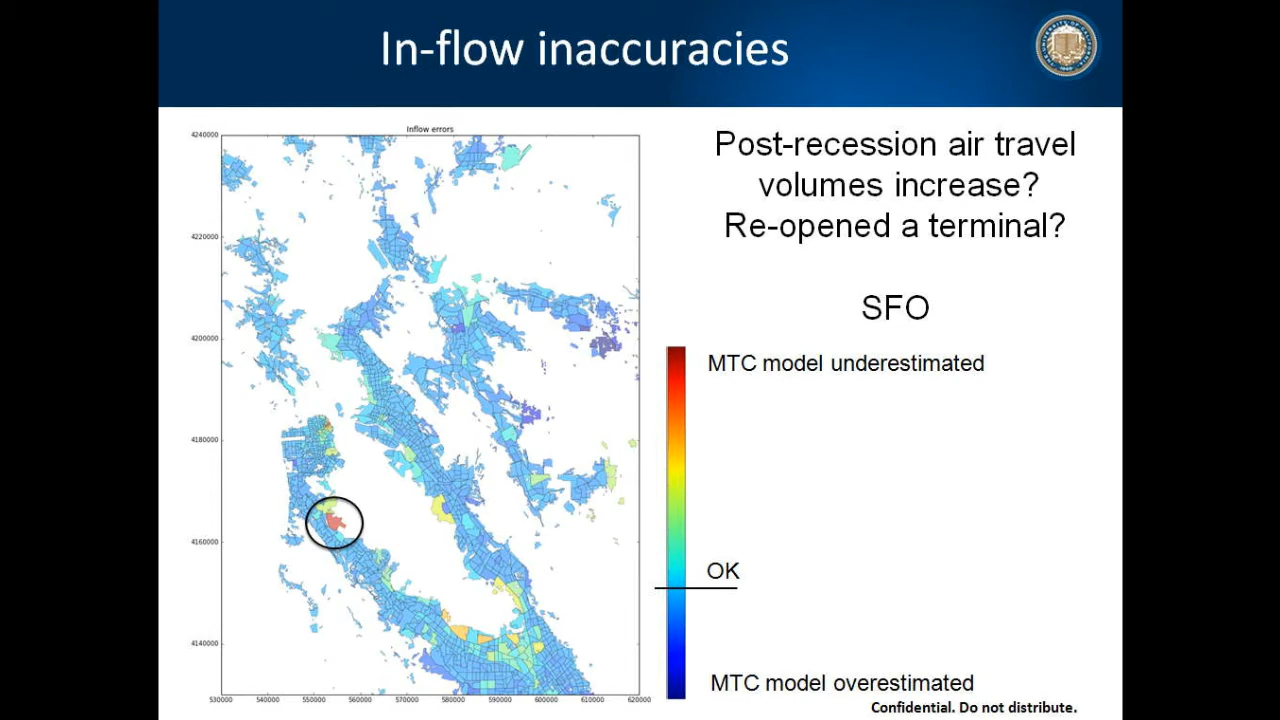 In-flow inaccuracies
Inflow errors
4240000
4220000
4200000
4180000
4160000
4140000
530000 540000 550000 560000 570000 580000 590000 600000 610000 620000
Post-recession air travel
volumes increase?
Re-opened a terminal?
SFO
MTC model underestimated
OK
MTC model overestimated
Confidential. Do not distribute.